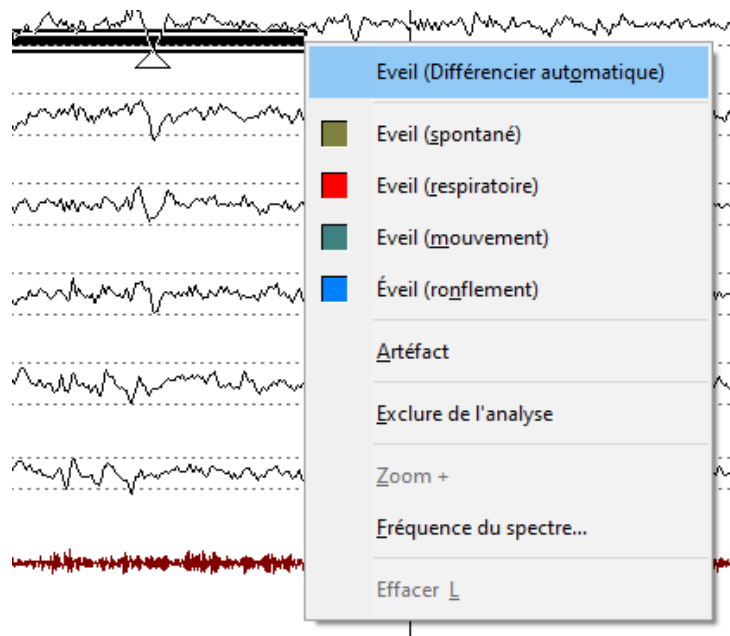 Eveil (Différencier automatique)
Eveil (spontané)
Eveil (respiratoire)
Eveil (mouvement)
Éveil (ronflement)
Artéfact
Exclure de l'analyse
Zoom +
Fréquence du spectre...
Effacer L